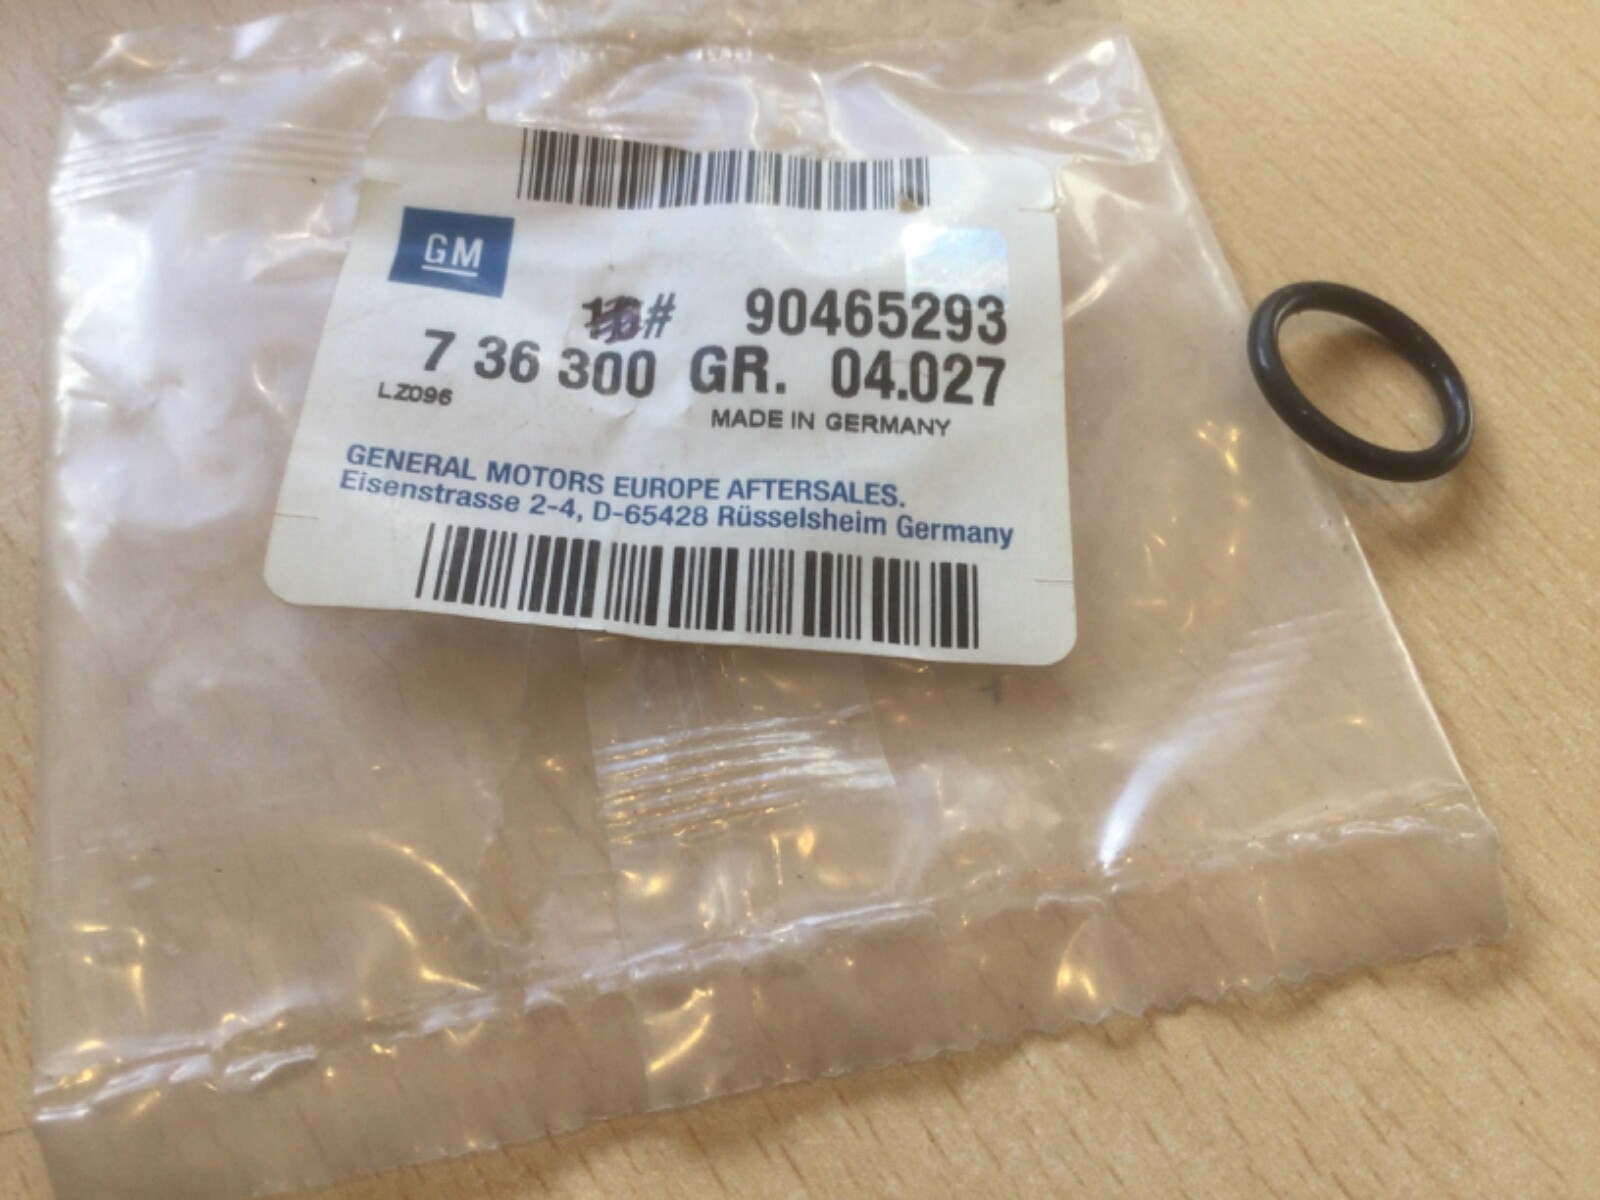 GM
# 90465293
7 36 300 GR. 04.027
LZ096
MADE IN GERMANY
GENERAL MOTORS EUROPE AFTERSALES.
Eisenstrasse 2-4, D-65428 Rüsselsheim Germany